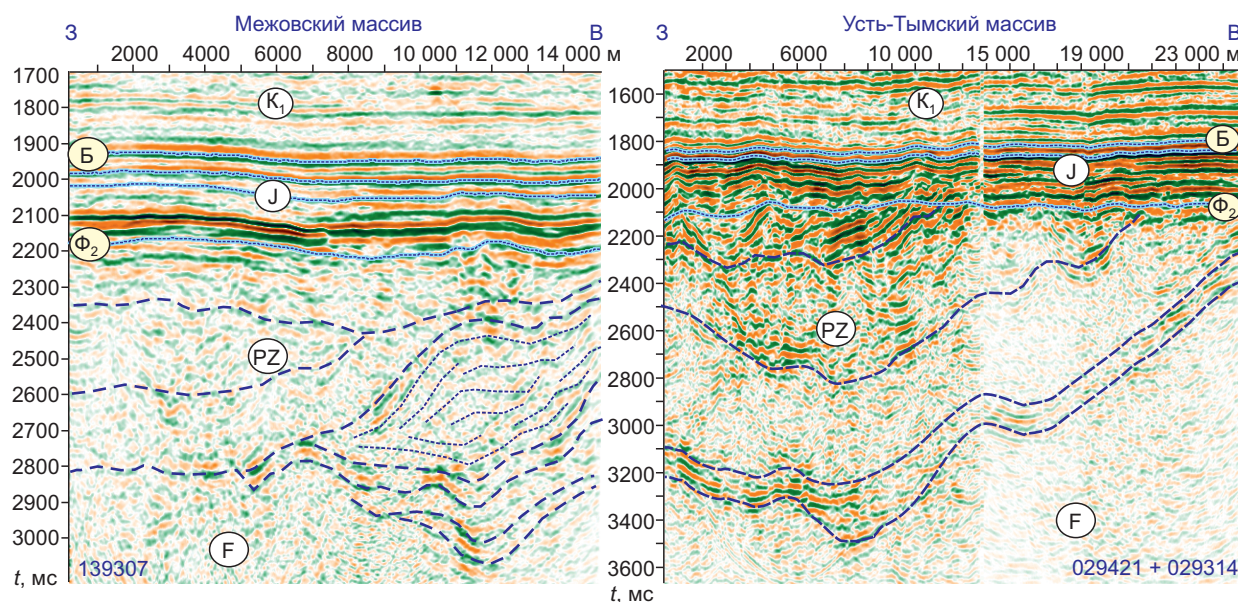 Межовский массив
З В
2000 4000 6000 8000 10 000 12 000 14 000 м
1700
1800
1900
2000
2100
2200
2300
2400
2500
2600
2700
2800
2900
3000
t, мс
K1
Б
J
Ф2
PZ
F
139307
Усть-Тымский массив
З В
2000 6000 10 000 15 000 19 000 23 000 м
1600
1800
2000
2200
2400
2600
2800
3000
3200
3400
3600
t, мс
K1
Б
J
Ф2
PZ
F
029421 + 029314